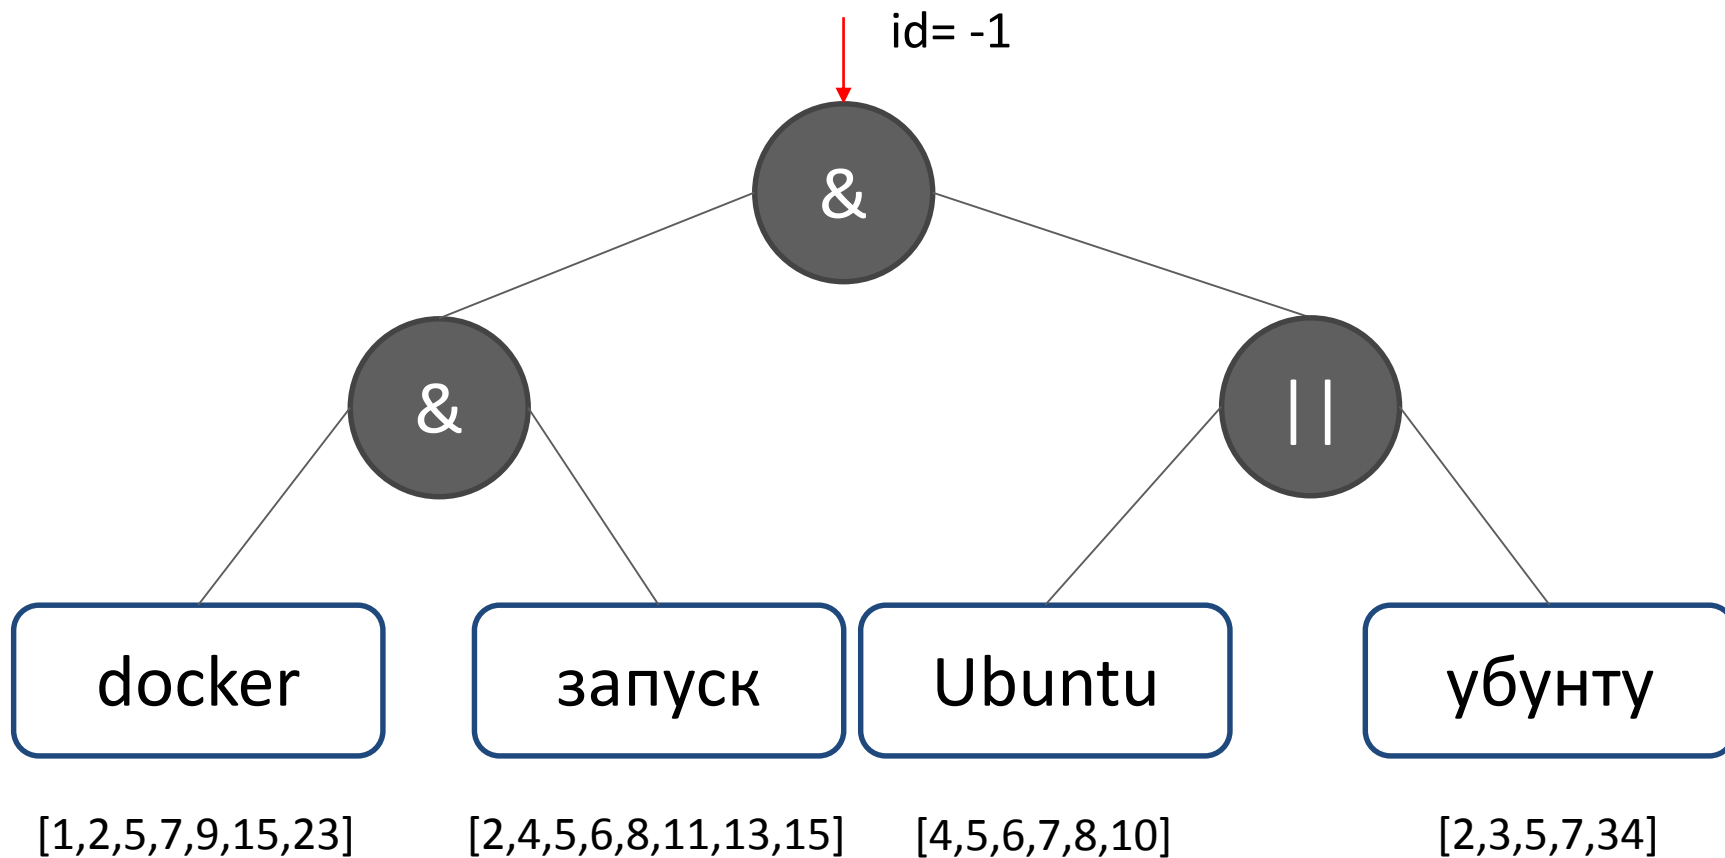 id= -1
&
&
||
docker
запуск
Ubuntu
убунту
[1,2,5,7,9,15,23]
[2,4,5,6,8,11,13,15]
[4,5,6,7,8,10]
[2,3,5,7,34]